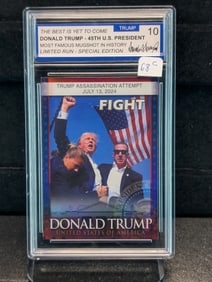 THE BEST IS YET TO COME
TRUMP
10
DONALD TRUMP - 45TH U.S. PRESIDENT
MOST FAMOUS MUGSHOT IN HISTORY
LIMITED RUN - SPECIAL EDITION
TRUMP ASSASSINATION ATTEMPT
JULY 13, 2024
FIGHT
DONALD TRUMP
UNITED STATES OF AMERICA